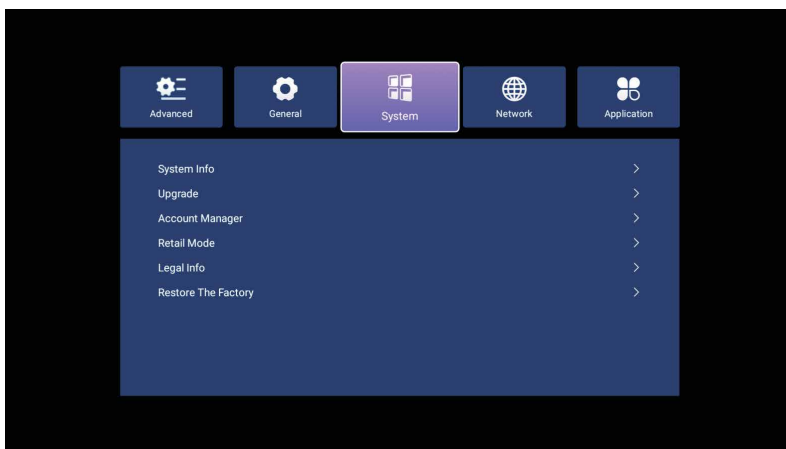 Advanced
General
System
Network
Application
System Info
Upgrade
Account Manager
Retail Mode
Legal Info
Restore The Factory